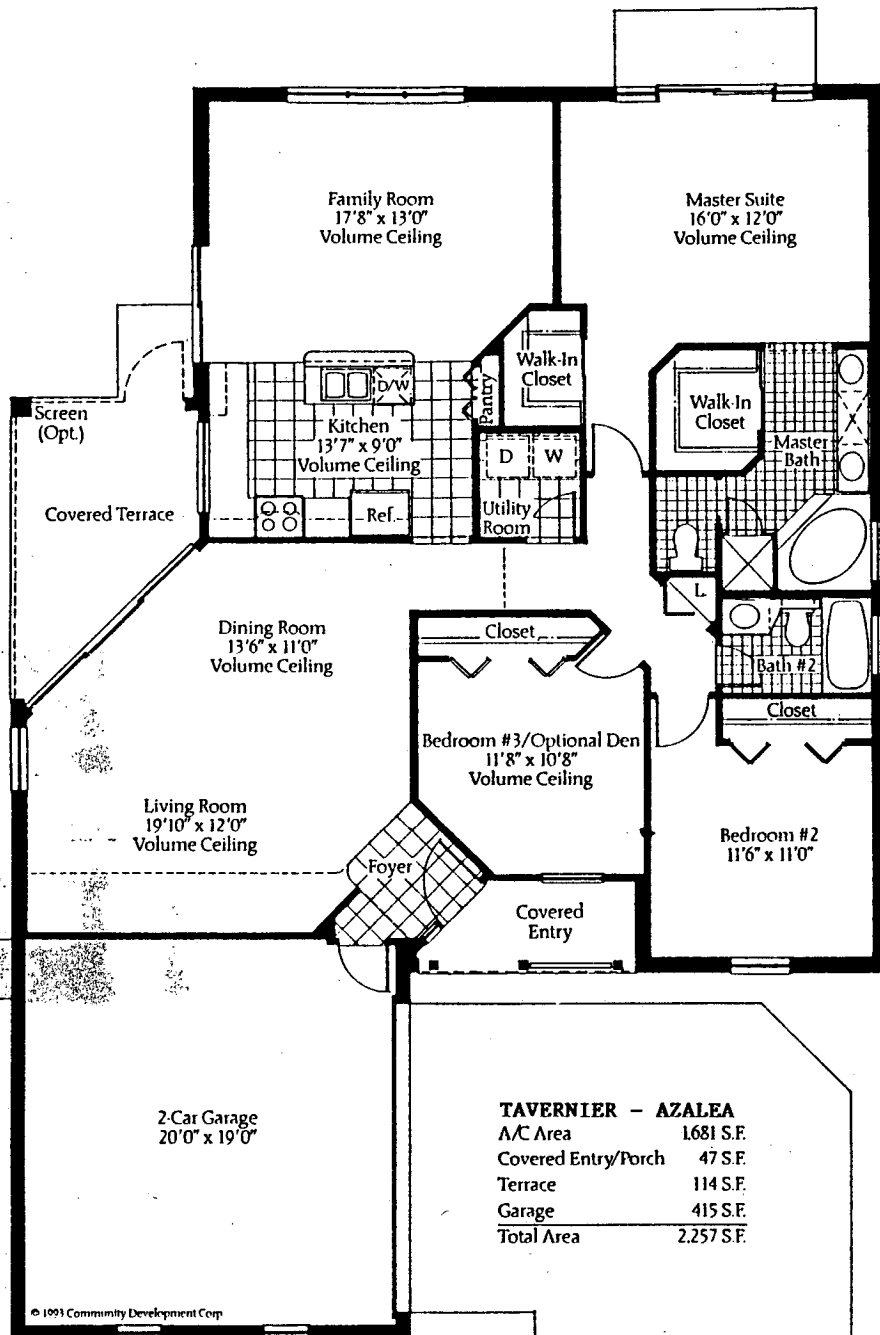 Family Room
17'8" x 13'0"
Volume Ceiling
Master Suite
16'0" x 12'0"
Volume Ceiling
Walk-In
Closet
Pantry
D/W
Kitchen
13'7" x 9'0"
Volume Ceiling
Ref.
D W
Utility
Room
Walk-In
Closet
Master
Bath
Screen
(Opt.)
Covered Terrace
L.
Dining Room
13'6" x 11'0"
Volume Ceiling
Closet
Bath #2
Closet
Bedroom #3/Optional Den
11'8" x 10'8"
Volume Ceiling
Living Room
19'10" x 12'0"
Volume Ceiling
Bedroom #2
11'6" x 11'0"
Foyer
Covered
Entry
2-Car Garage
20'0" x 19'0"
TAVERNIER - AZALEA
A/C Area 1,681 S.F.
Covered Entry/Porch 47 S.F.
Terrace 114 S.F.
Garage 415 S.F.
Total Area 2,257 S.F.
© 1993 Community Development Corp